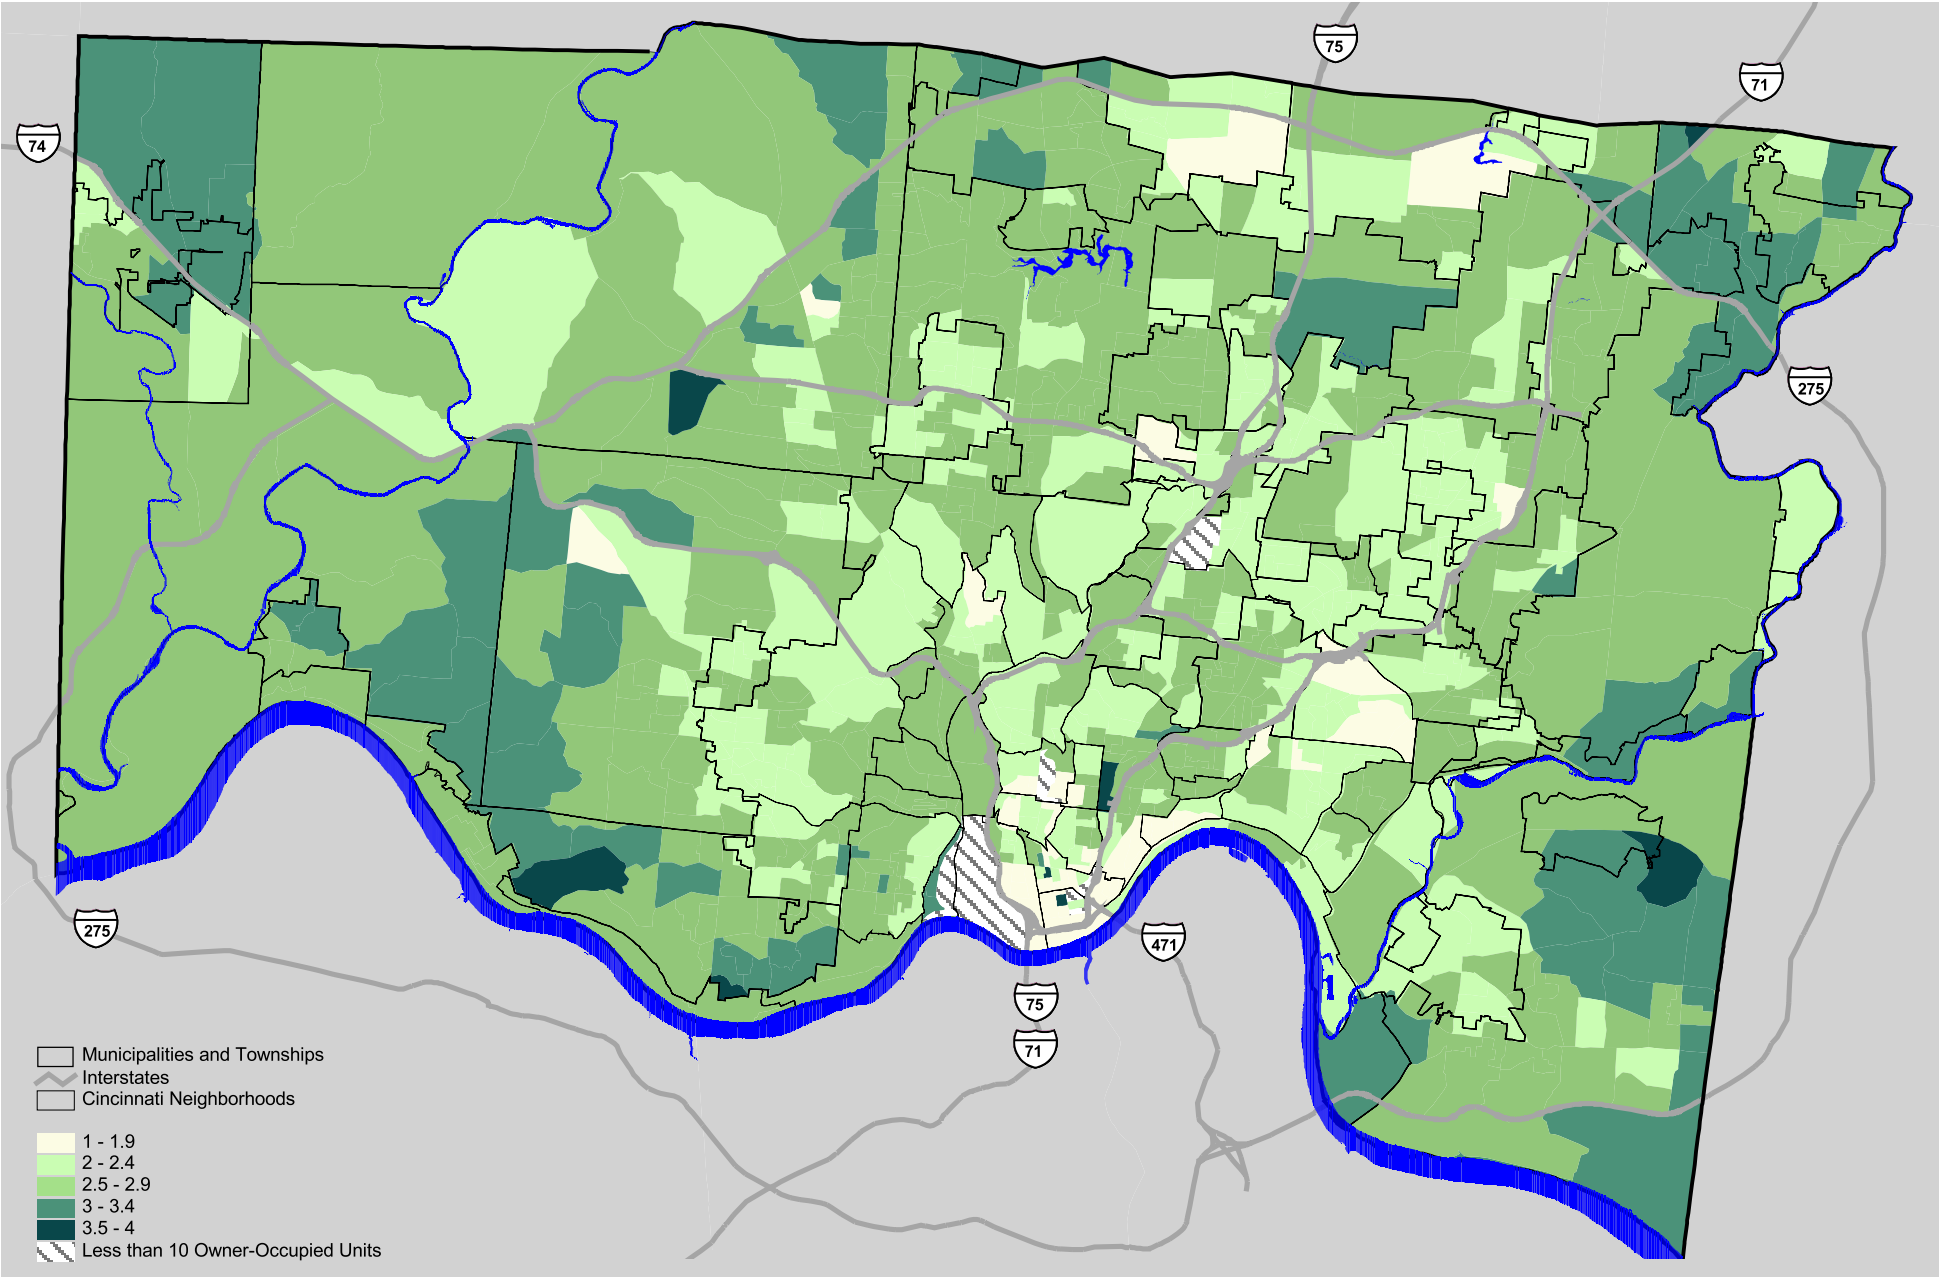 75
71
74
275
275
471
75
71
Municipalities and Townships
Interstates
Cincinnati Neighborhoods
1 - 1.9
2 - 2.4
2.5 - 2.9
3 - 3.4
3.5 - 4
Less than 10 Owner-Occupied Units